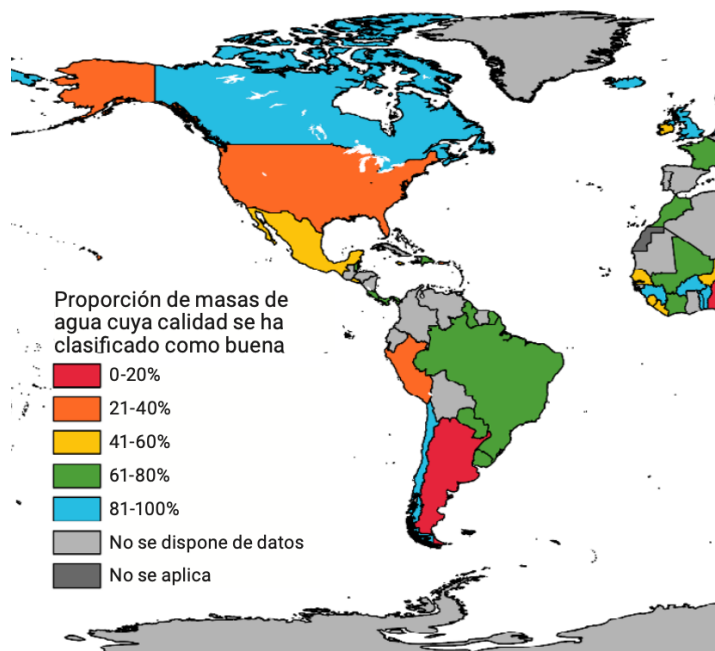 Proporción de masas de
agua cuya calidad se ha
clasificado como buena
0-20%
21-40%
41-60%
61-80%
81-100%
No se dispone de datos
No se aplica